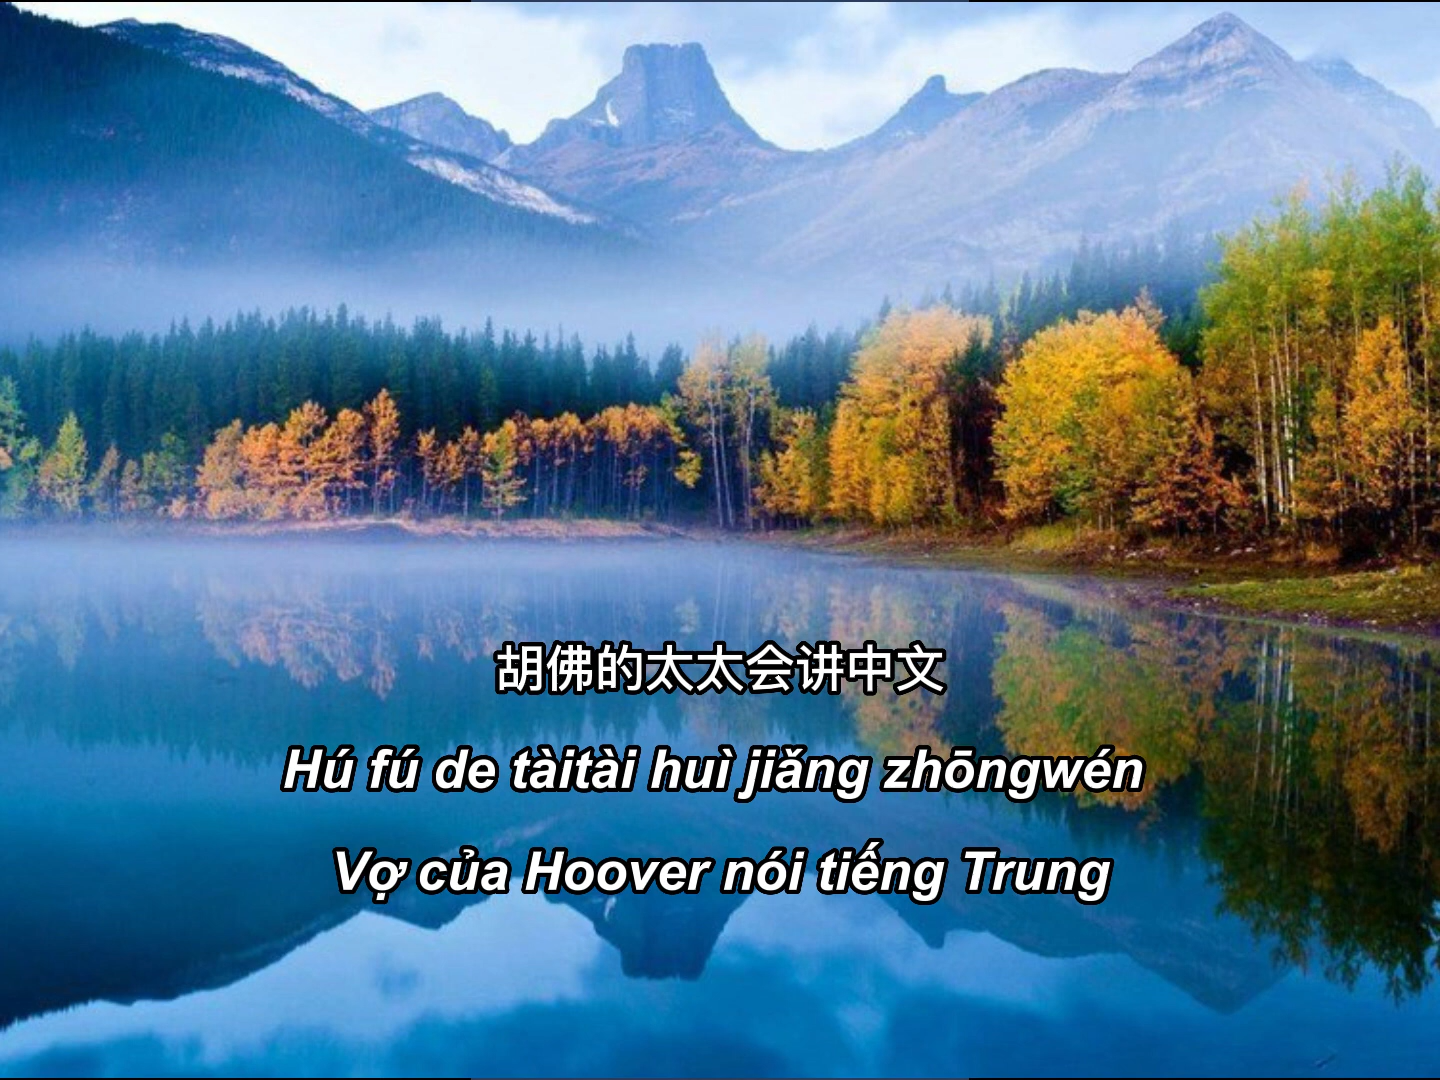 胡佛的太太会讲中文
Hú fú de tàitài huì jiǎng zhōngwén
Vợ của Hoover nói tiếng Trung